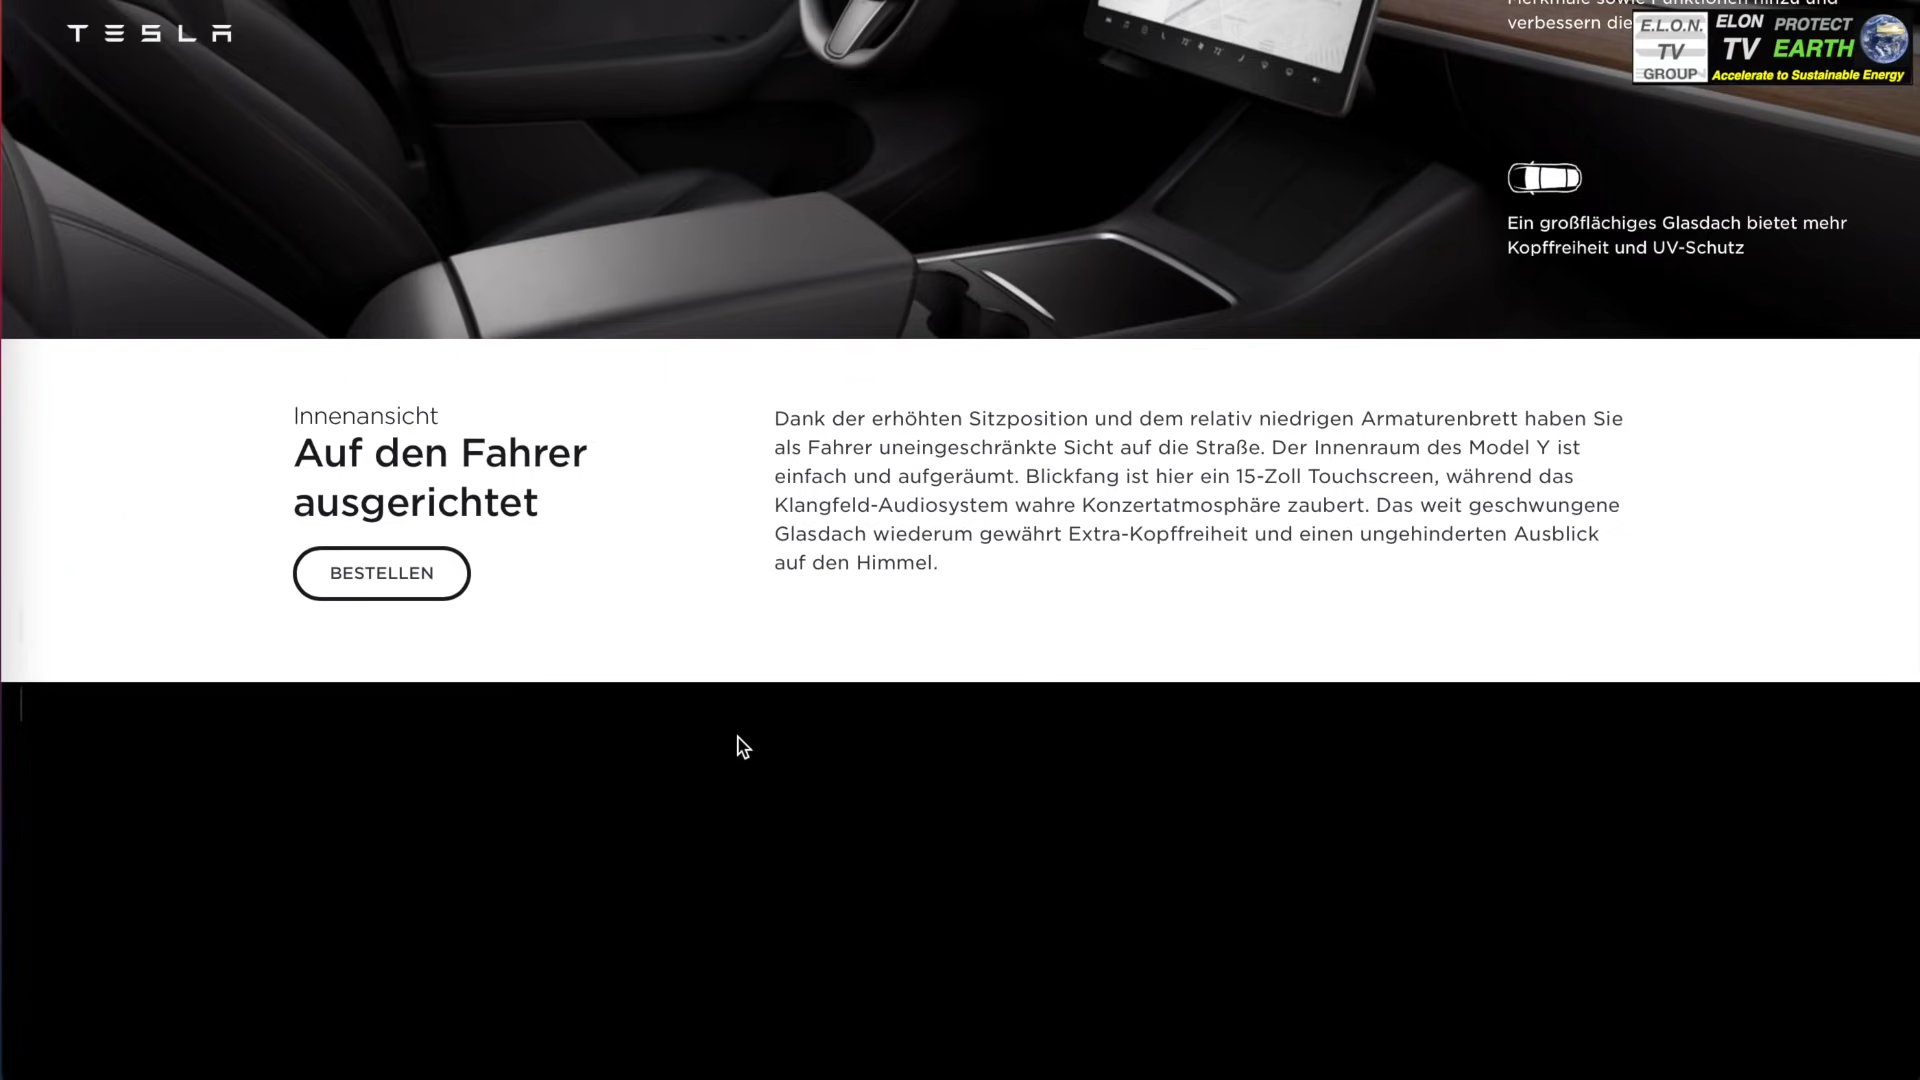 TESLA
verbessern die
E.L.O.N.
TV
GROUP
ELON
TV
PROTECT
EARTH
Accelerate to Sustainable Energy
Ein großflächiges Glasdach bietet mehr
Kopffreiheit und UV-Schutz
Innenansicht
Auf den Fahrer
ausgerichtet
BESTELLEN
Dank der erhöhten Sitzposition und dem relativ niedrigen Armaturenbrett haben Sie
als Fahrer uneingeschränkte Sicht auf die Straße. Der Innenraum des Model Y ist
einfach und aufgeräumt. Blickfang ist hier ein 15-Zoll Touchscreen, während das
Klangfeld-Audiosystem wahre Konzertatmosphäre zaubert. Das weit geschwungene
Glasdach wiederum gewährt Extra-Kopffreiheit und einen ungehinderten Ausblick
auf den Himmel.